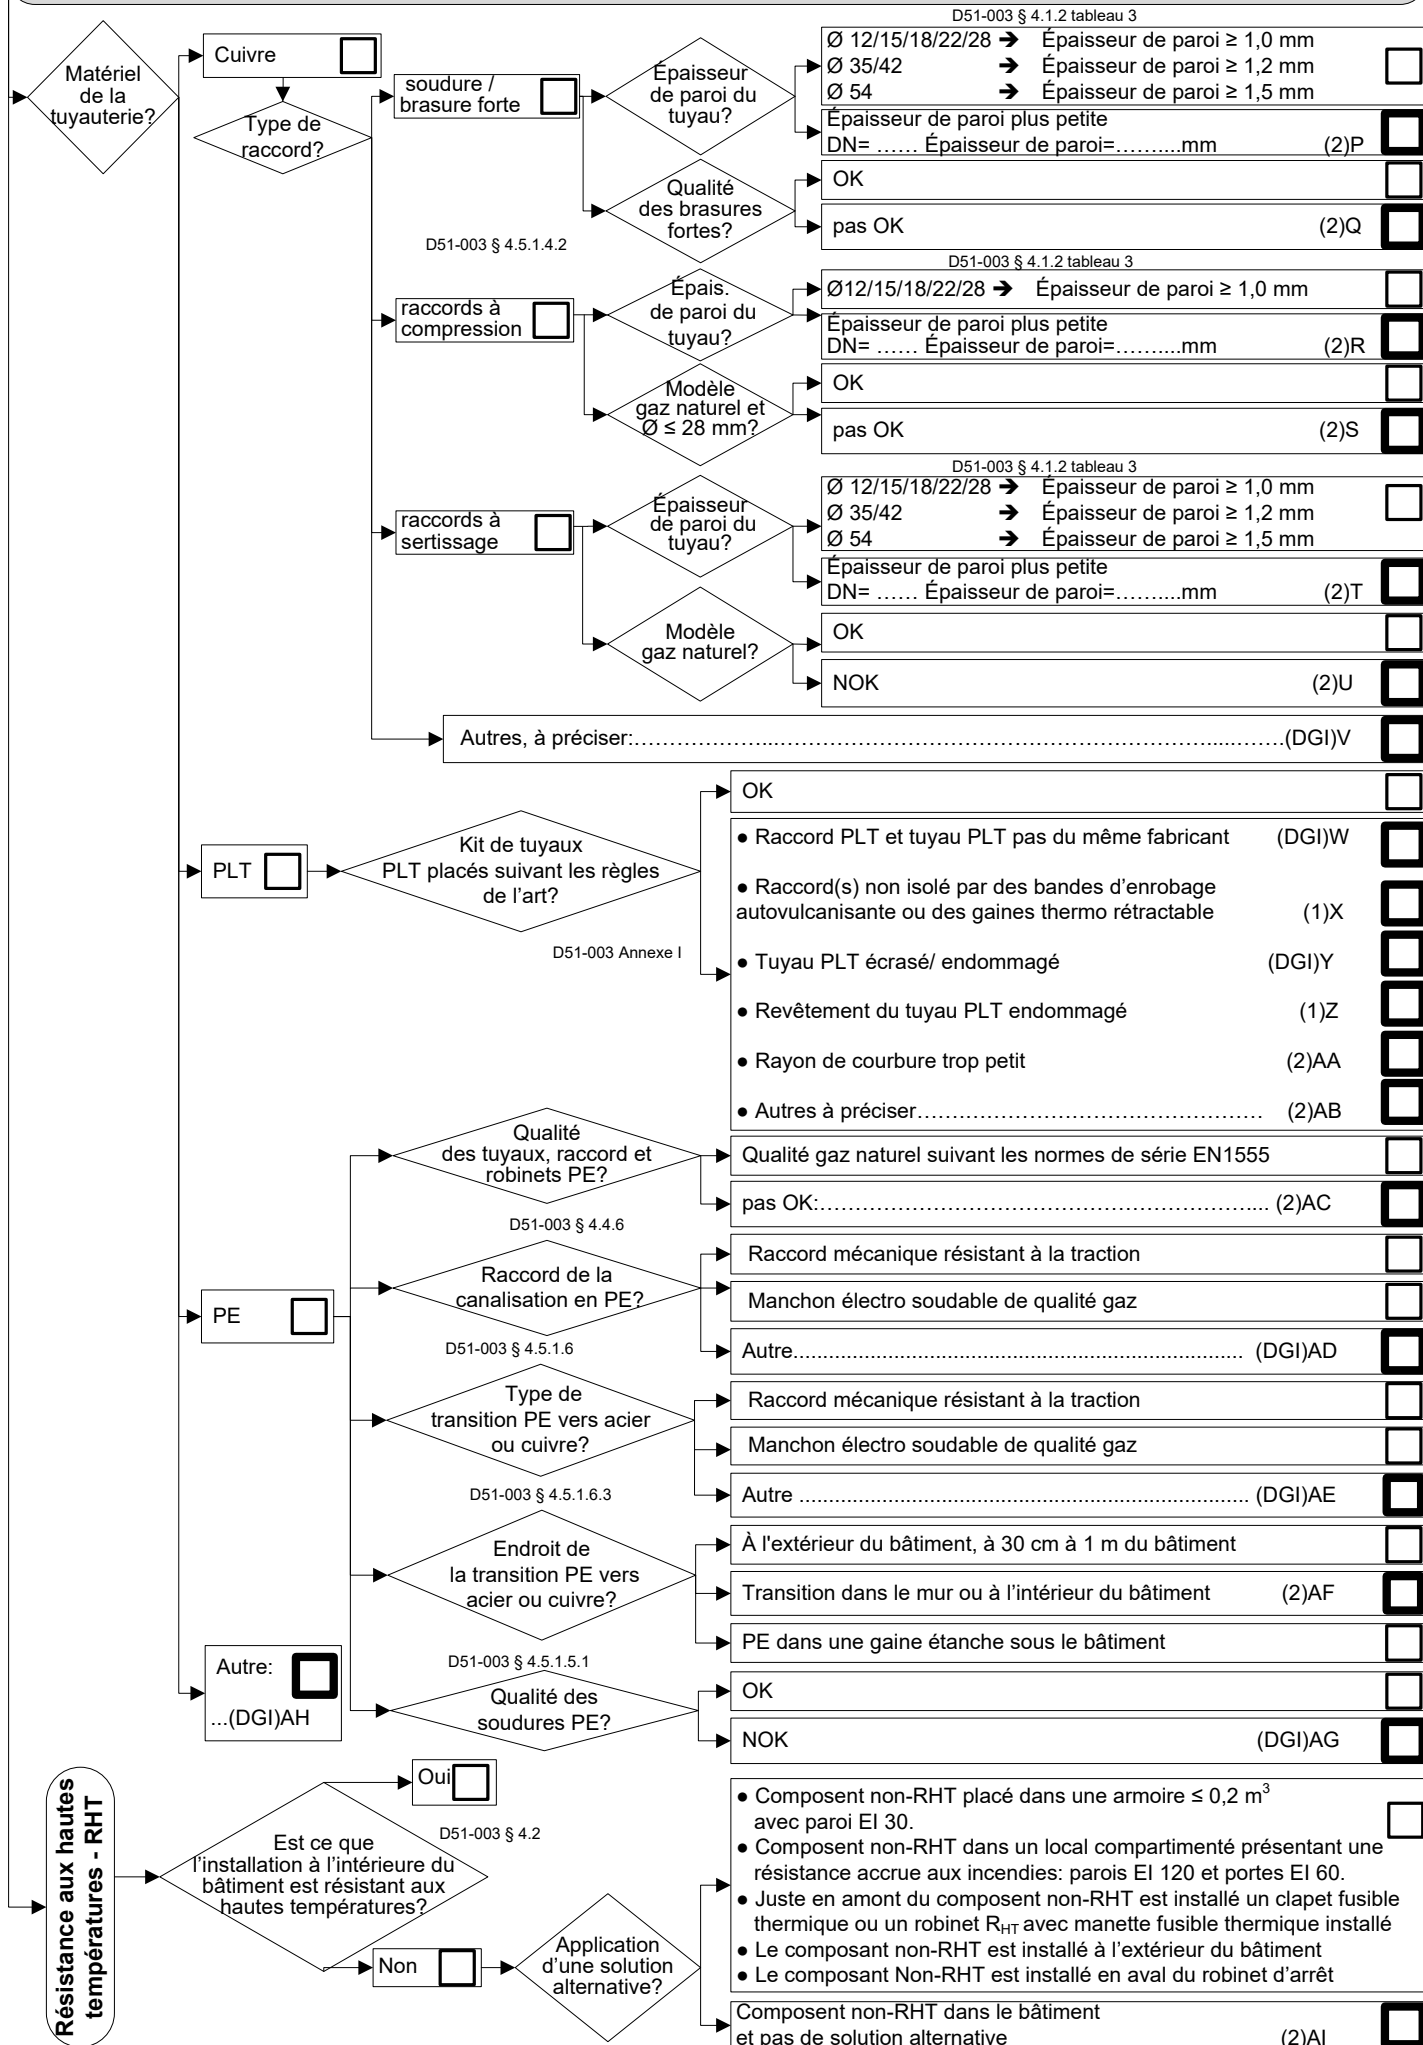 D51-003 § 4.1.2 tableau 3
Matériel
de la
tuyauterie?
Cuivre
Type de
raccord?
soudure /
brasure forte
Épaisseur
de paroi du
tuyau?
Ø 12/15/18/22/28 ➔ Épaisseur de paroi ≥ 1,0 mm
Ø 35/42 ➔ Épaisseur de paroi ≥ 1,2 mm
Ø 54 ➔ Épaisseur de paroi ≥ 1,5 mm
Épaisseur de paroi plus petite
DN= …… Épaisseur de paroi=……....mm (2)P
Qualité
des brasures
fortes?
OK
pas OK (2)Q
D51-003 § 4.5.1.4.2
D51-003 § 4.1.2 tableau 3
raccords à
compression
Épais.
de paroi du
tuyau?
Ø12/15/18/22/28 ➔ Épaisseur de paroi ≥ 1,0 mm
Épaisseur de paroi plus petite
DN= …… Épaisseur de paroi=……....mm (2)R
Modèle
gaz naturel et
Ø ≤ 28 mm?
OK
pas OK (2)S
D51-003 § 4.1.2 tableau 3
raccords à
sertissage
Épaisseur
de paroi du
tuyau?
Ø 12/15/18/22/28 ➔ Épaisseur de paroi ≥ 1,0 mm
Ø 35/42 ➔ Épaisseur de paroi ≥ 1,2 mm
Ø 54 ➔ Épaisseur de paroi ≥ 1,5 mm
Épaisseur de paroi plus petite
DN= …… Épaisseur de paroi=……....mm (2)T
Modèle
gaz naturel?
OK
NOK (2)U
Autres, à préciser:………………..……………………………………………………....…….(DGI)V
PLT
Kit de tuyaux
PLT placés suivant les règles
de l’art?
D51-003 Annexe I
OK
● Raccord PLT et tuyau PLT pas du même fabricant (DGI)W
● Raccord(s) non isolé par des bandes d’enrobage
autovulcanisante ou des gaines thermo rétractable (1)X
● Tuyau PLT écrasé/ endommagé (DGI)Y
● Revêtement du tuyau PLT endommagé (1)Z
● Rayon de courbure trop petit (2)AA
● Autres à préciser………………………………………… (2)AB
PE
Qualité
des tuyaux, raccord et
robinets PE?
Qualité gaz naturel suivant les normes de série EN1555
pas OK:……………………………………………………... (2)AC
D51-003 § 4.4.6
Raccord de la
canalisation en PE?
Raccord mécanique résistant à la traction
Manchon électro soudable de qualité gaz
Autre.......................................................................... (DGI)AD
D51-003 § 4.5.1.6
Type de
transition PE vers acier
ou cuivre?
Raccord mécanique résistant à la traction
Manchon électro soudable de qualité gaz
Autre .......................................................................... (DGI)AE
D51-003 § 4.5.1.6.3
Endroit de
la transition PE vers
acier ou cuivre?
À l'extérieur du bâtiment, à 30 cm à 1 m du bâtiment
Transition dans le mur ou à l’intérieur du bâtiment (2)AF
PE dans une gaine étanche sous le bâtiment
D51-003 § 4.5.1.5.1
Qualité des
soudures PE?
OK
NOK (DGI)AG
Autre:
...(DGI)AH
Résistance aux hautes
températures - RHT
Est ce que
l’installation à l’intérieure du
bâtiment est résistant aux
hautes températures?
Oui
D51-003 § 4.2
Non
Application
d’une solution
alternative?
● Composent non-RHT placé dans une armoire ≤ 0,2 m³
avec paroi EI 30.
● Composent non-RHT dans un local compartimenté présentant une
résistance accrue aux incendies: parois EI 120 et portes EI 60.
● Juste en amont du composent non-RHT est installé un clapet fusible
thermique ou un robinet R<sub>HT</sub> avec manette fusible thermique installé
● Le composant non-RHT est installé à l’extérieur du bâtiment
● Le composant Non-RHT est installé en aval du robinet d’arrêt
Composent non-RHT dans le bâtiment
et pas de solution alternative (2)AI